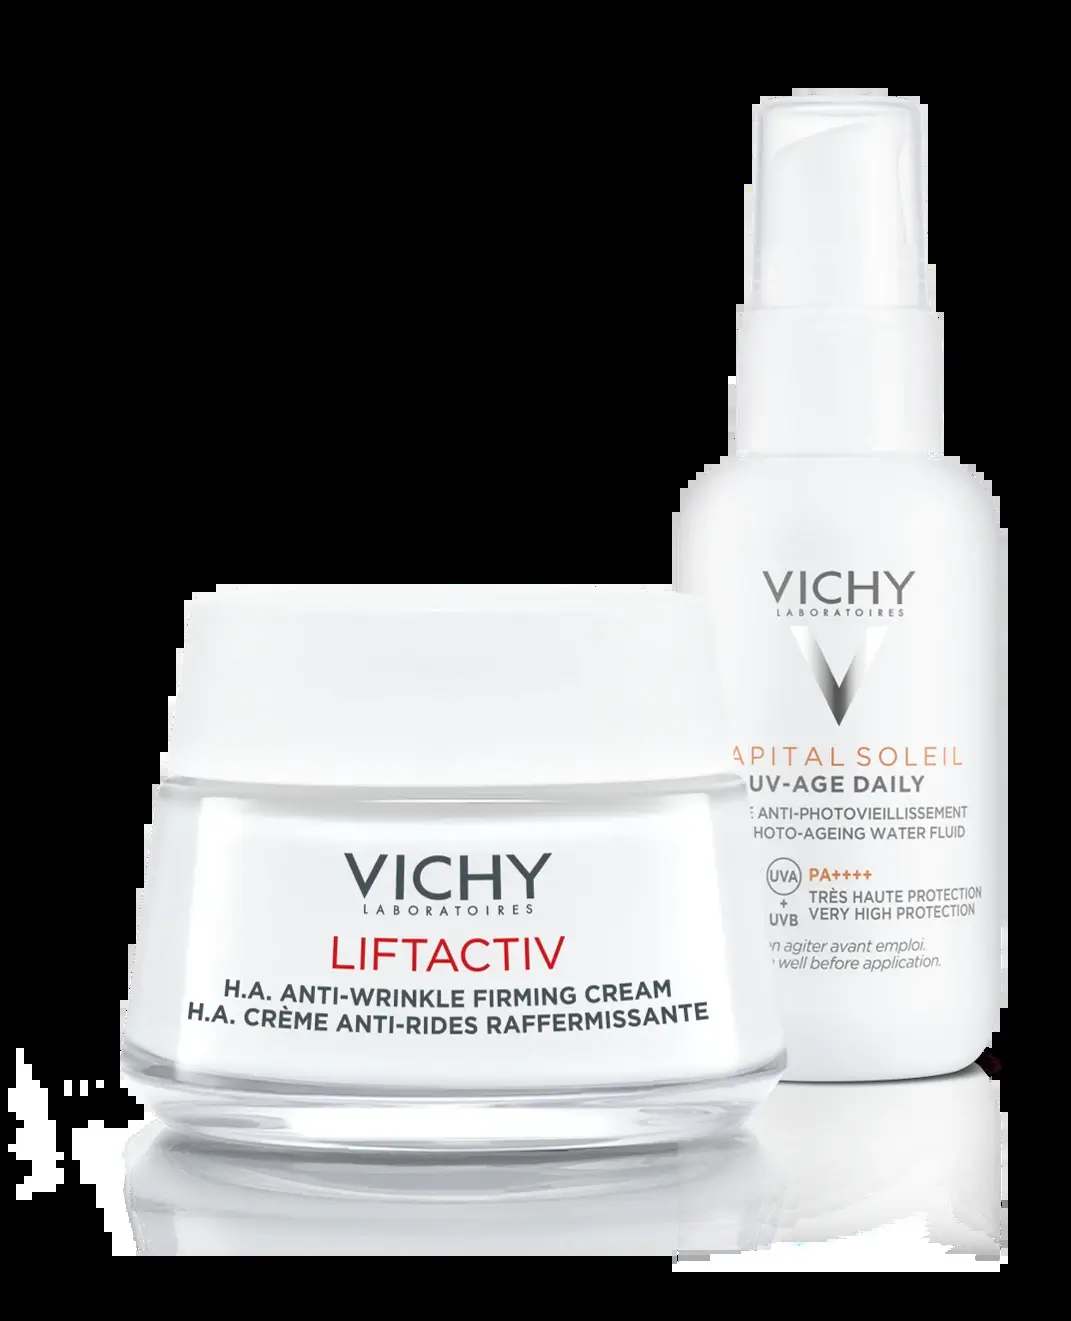 VICHY
LABORATOIRES
LIFTACTIV
H.A. ANTI-WRINKLE FIRMING CREAM
H.A. CRÈME ANTI-RIDES RAFFERMISSANTE
VICHY
LABORATOIRES
V
APITAL SOLEIL
UV-AGE DAILY
E ANTI-PHOTOVIEILLISSEMENT
HOTO-AGEING WATER FLUID
UVA PA++++
+ TRÈS HAUTE PROTECTION
UVB VERY HIGH PROTECTION
n agiter avant emploi.
well before application.